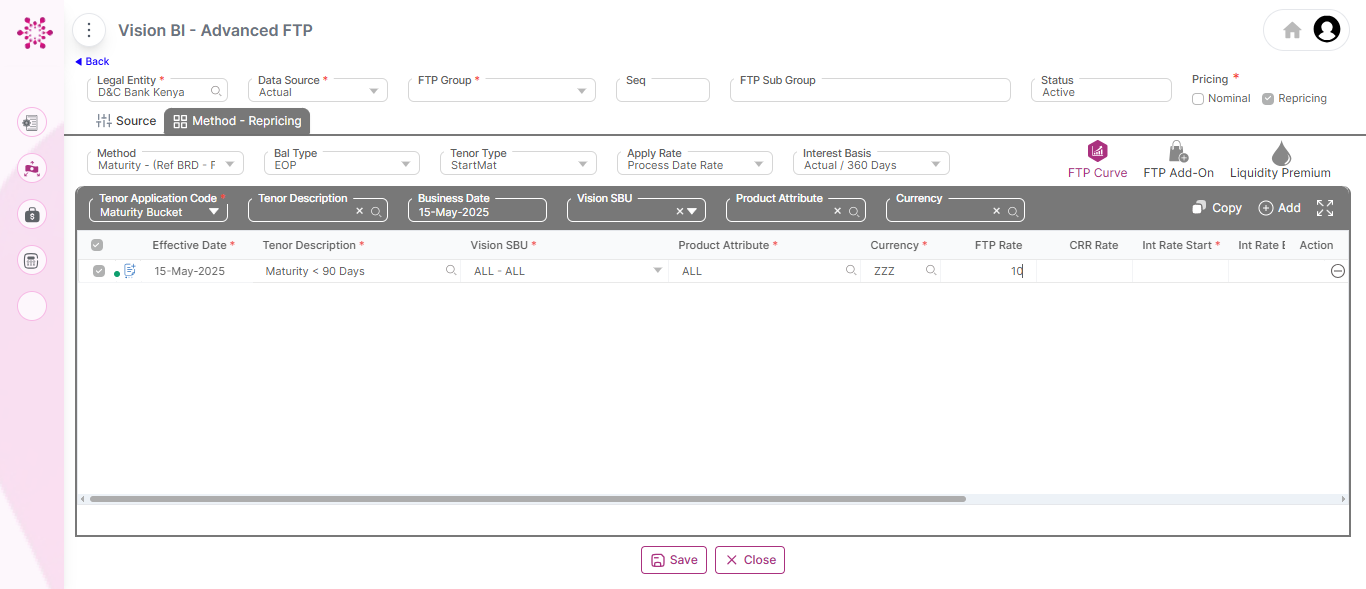 Vision BI - Advanced FTP
Back
Legal Entity * Data Source * FTP Group * Seq FTP Sub Group Status Pricing *
D&C Bank Kenya Actual Active
Nominal Repricing
Source Method - Repricing
Method Bal Type Tenor Type Apply Rate Interest Basis
Maturity - (Ref BRD - F EOP StartMat Process Date Rate Actual / 360 Days
FTP Curve FTP Add-On Liquidity Premium
Tenor Application Code * Tenor Description Business Date Vision SBU Product Attribute Currency
Maturity Bucket 15-May-2025
Copy Add
Effective Date * Tenor Description * Vision SBU * Product Attribute * Currency * FTP Rate CRR Rate Int Rate Start * Int Rate E Action
15-May-2025 Maturity < 90 Days ALL - ALL ALL ZZZ 10
Save Close